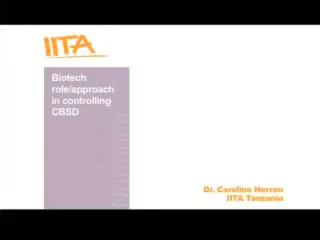 IITA
Biotech
role/approach
in controlling
CBSD
Dr. Caroline Herron
IITA Tanzania